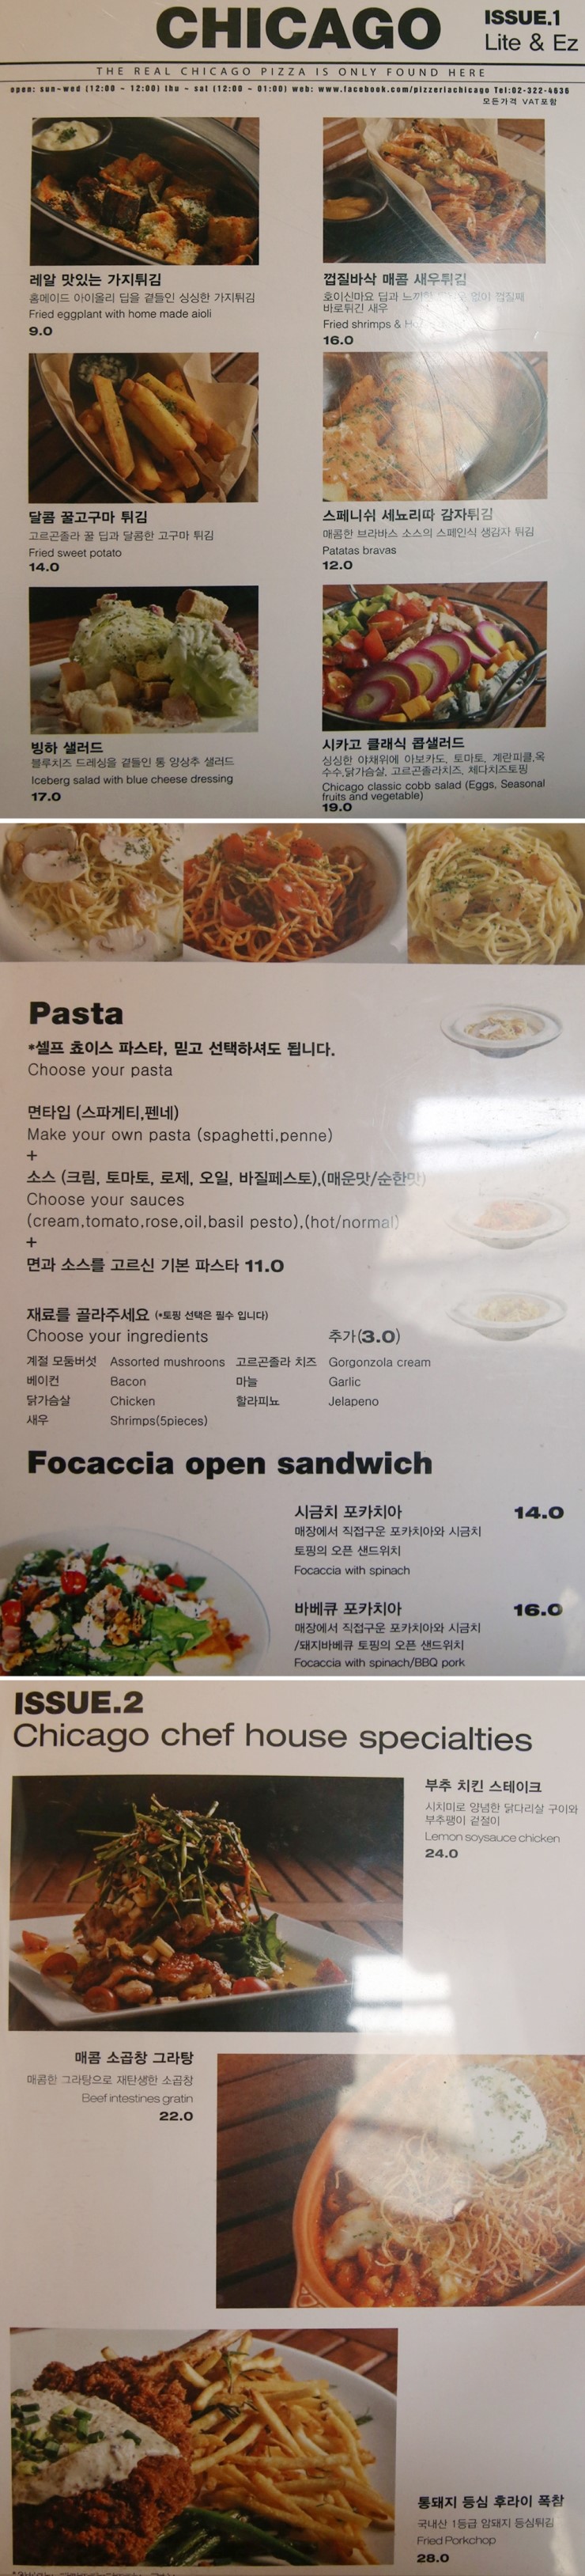 CHICAGO
ISSUE.1
Lite & Ez
THE REAL CHICAGO PIZZA IS ONLY FOUND HERE
open: sun-wed (12:00 ~ 12:00) thu ~ sat (12:00 ~ 01:00) web: www.facebook.com/pizzeriachicago Tel:02-322-4636
모든가격 VAT포함
레알 맛있는 가지튀김
홈메이드 아이올리 딥을 곁들인 싱싱한 가지튀김
Fried eggplant with home made aioli
9.0
껍질바삭 매콤 새우튀김
호이신마요 딥과 없이 껍질째
바로튀긴 새우
Fried shrimps &
16.0
달콤 꿀고구마 튀김
고르곤졸라 꿀 딥과 달콤한 고구마 튀김
Fried sweet potato
14.0
스페니쉬 세뇨리따 감자튀김
매콤한 브라바스 소스의 스페인식 생감자 튀김
Patatas bravas
12.0
빙하 샐러드
블루치즈 드레싱을 곁들인 통 양상추 샐러드
Iceberg salad with blue cheese dressing
17.0
시카고 클래식 콥샐러드
싱싱한 야채위에 아보카도, 토마토, 계란피클,옥
수수,닭가슴살, 고르곤졸라치즈, 체다치즈토핑
Chicago classic cobb salad (Eggs, Seasonal
fruits and vegetable)
19.0
Pasta
*셀프 쵸이스 파스타, 믿고 선택하셔도 됩니다.
Choose your pasta
면타입 (스파게티,펜네)
Make your own pasta (spaghetti,penne)
+
소스 (크림, 토마토, 로제, 오일, 바질페스토),(매운맛/순한맛)
Choose your sauces
(cream,tomato,rose,oil,basil pesto),(hot/normal)
+
면과 소스를 고르신 기본 파스타 11.0
재료를 골라주세요 (*토핑 선택은 필수 입니다)
Choose your ingredients 추가(3.0)
계절 모둠버섯 Assorted mushrooms 고르곤졸라 치즈 Gorgonzola cream
베이컨 Bacon 마늘 Garlic
닭가슴살 Chicken 할라피뇨 Jelapeno
새우 Shrimps(5pieces)
Focaccia open sandwich
시금치 포카치아 14.0
매장에서 직접구운 포카치아와 시금치
토핑의 오픈 샌드위치
Focaccia with spinach
바베큐 포카치아 16.0
매장에서 직접구운 포카치아와 시금치
/돼지바베큐 토핑의 오픈 샌드위치
Focaccia with spinach/BBQ pork
ISSUE.2
Chicago chef house specialties
부추 치킨 스테이크
시치미로 양념한 닭다리살 구이와
부추팽이 겉절이
Lemon soysauce chicken
24.0
매콤 소곱창 그라탕
매콤한 그라탕으로 재탄생한 소곱창
Beef intestines gratin
22.0
통돼지 등심 후라이 폭찹
국내산 1등급 암돼지 등심튀김
Fried Porkchop
28.0